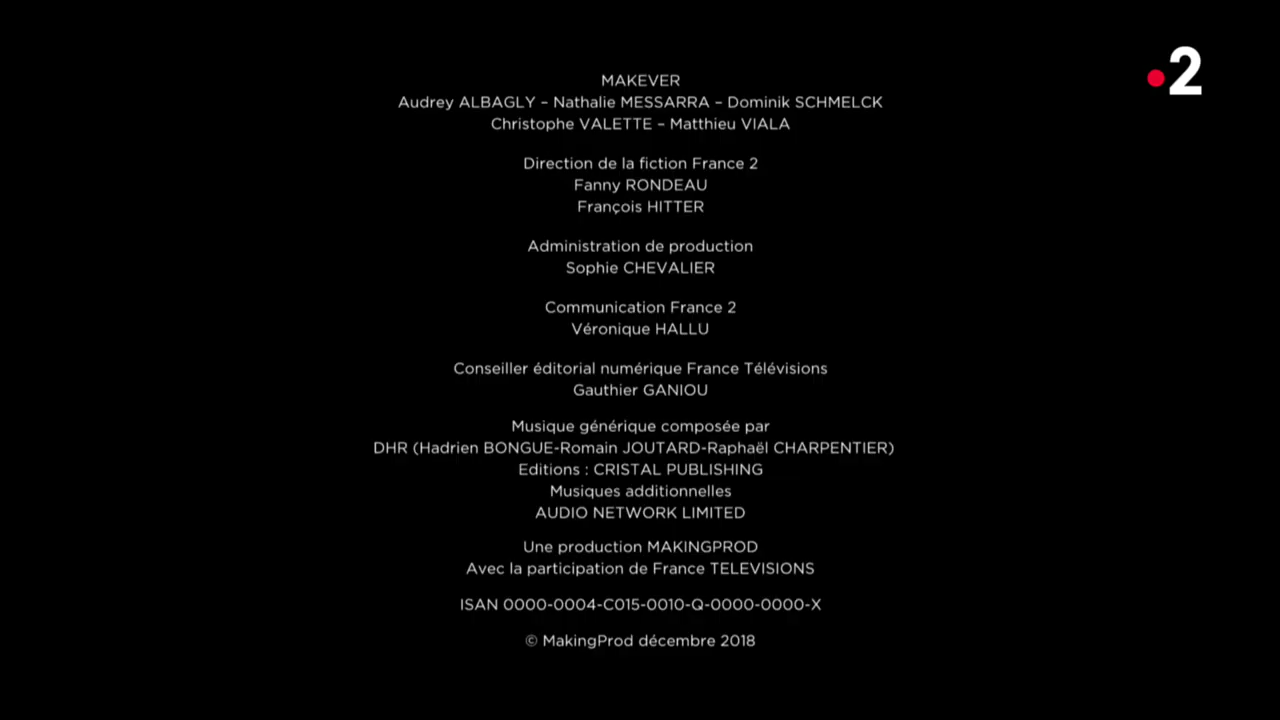 2
MAKEVER
Audrey ALBAGLY – Nathalie MESSARRA – Dominik SCHMELCK
Christophe VALETTE – Matthieu VIALA
Direction de la fiction France 2
Fanny RONDEAU
François HITTER
Administration de production
Sophie CHEVALIER
Communication France 2
Véronique HALLU
Conseiller éditorial numérique France Télévisions
Gauthier GANIOU
Musique générique composée par
DHR (Hadrien BONGUE-Romain JOUTARD-Raphaël CHARPENTIER)
Editions : CRISTAL PUBLISHING
Musiques additionnelles
AUDIO NETWORK LIMITED
Une production MAKINGPROD
Avec la participation de France TELEVISIONS
ISAN 0000-0004-C015-0010-Q-0000-0000-X
© MakingProd décembre 2018